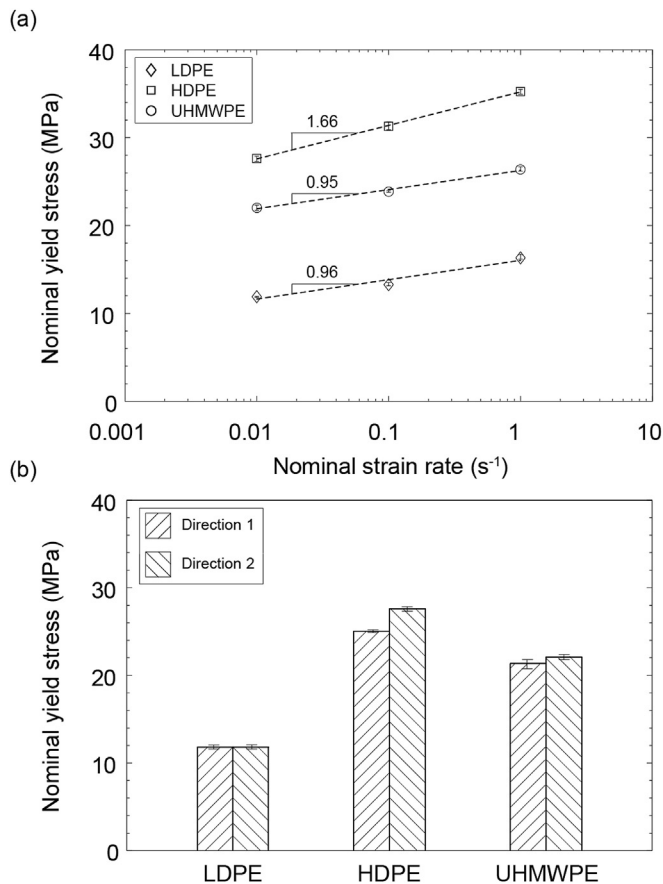 (a)
40
30
20
10
0
Nominal yield stress (MPa)
LDPE
HDPE
UHMWPE
1.66
0.95
0.96
0.001 0.01 0.1 1 10
Nominal strain rate (s⁻¹)
(b)
40
30
20
10
0
Nominal yield stress (MPa)
Direction 1
Direction 2
LDPE HDPE UHMWPE